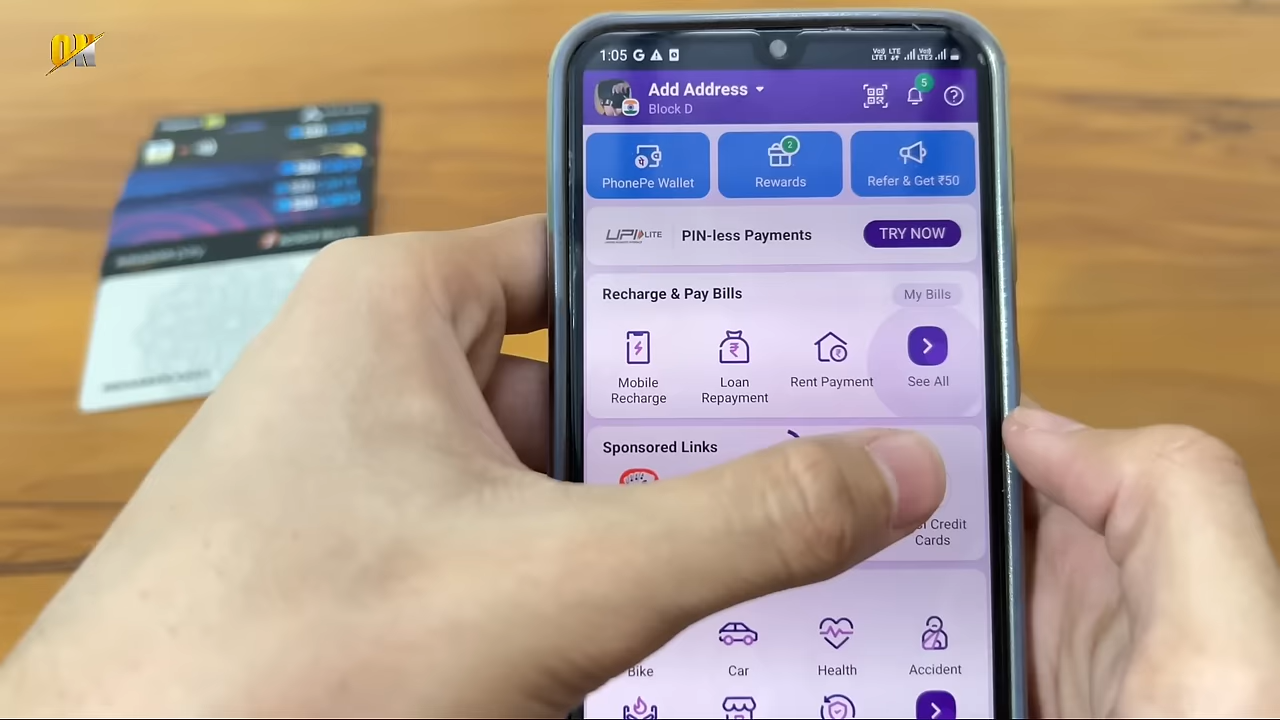 OK
1:05
Add Address
Block D
5
PhonePe Wallet
2
Rewards
Refer & Get ₹50
UPI LITE
PIN-less Payments
TRY NOW
Recharge & Pay Bills
My Bills
Mobile
Recharge
Loan
Repayment
Rent Payment
See All
Sponsored Links
Credit
Cards
Bike
Car
Health
Accident